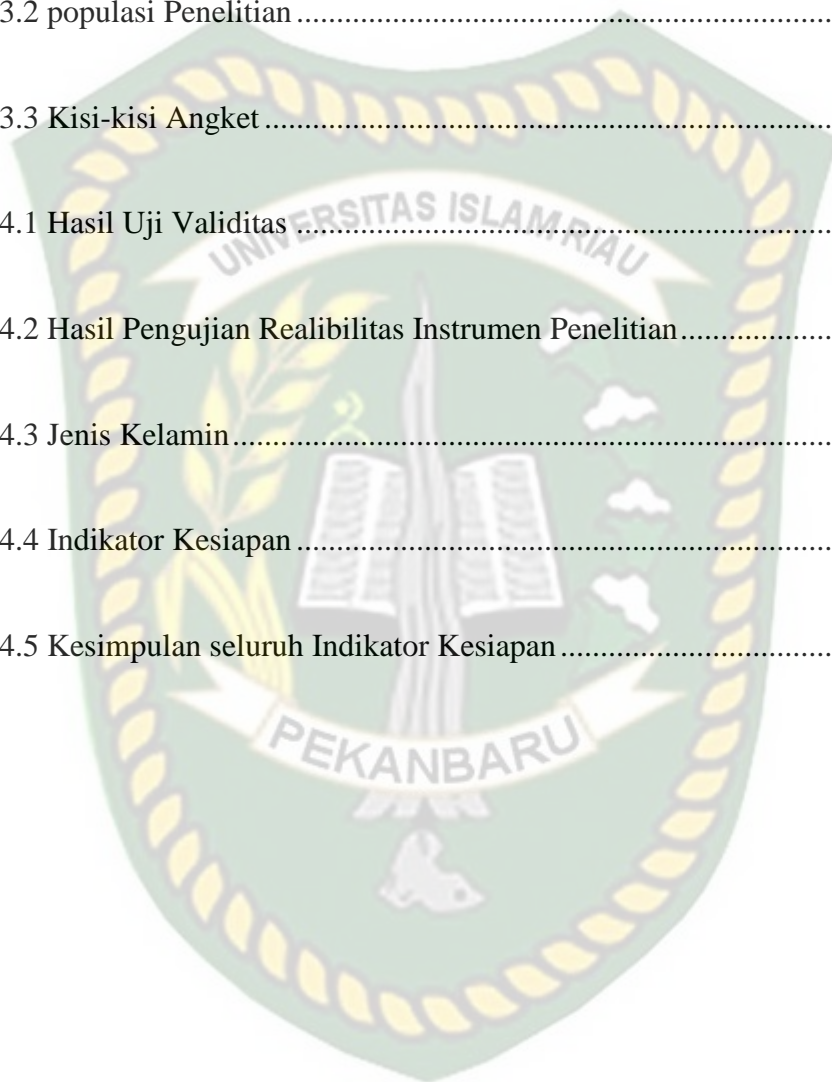 3.2 populasi Penelitian ........................................................................
3.3 Kisi-kisi Angket ............................................................................
UNIVERSITAS ISLAM RIAU
4.1 Hasil Uji Validitas ........................................................................
4.2 Hasil Pengujian Realibilitas Instrumen Penelitian ...................
4.3 Jenis Kelamin ................................................................................
4.4 Indikator Kesiapan ........................................................................
4.5 Kesimpulan seluruh Indikator Kesiapan ...................................
PEKANBARU